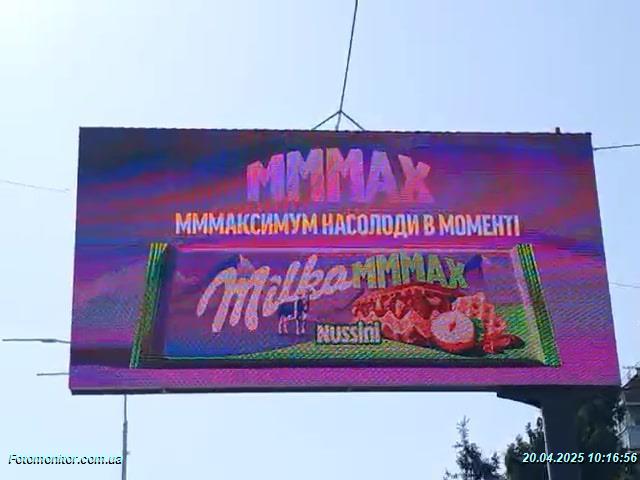 MMMAX
МММАКСИМУМ НАСОЛОДИ В МОМЕНТІ
Milka MMMAX
Nussini
Fotomonitor.com.ua
20.04.2025 10:16:56